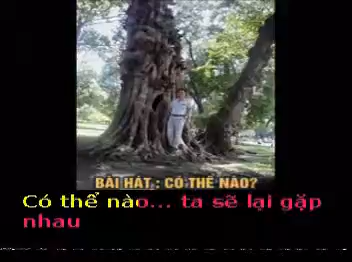 BÀI HÁT : CÓ THỂ NÀO?
Có thể nào... ta sẽ lại gặp
nhau